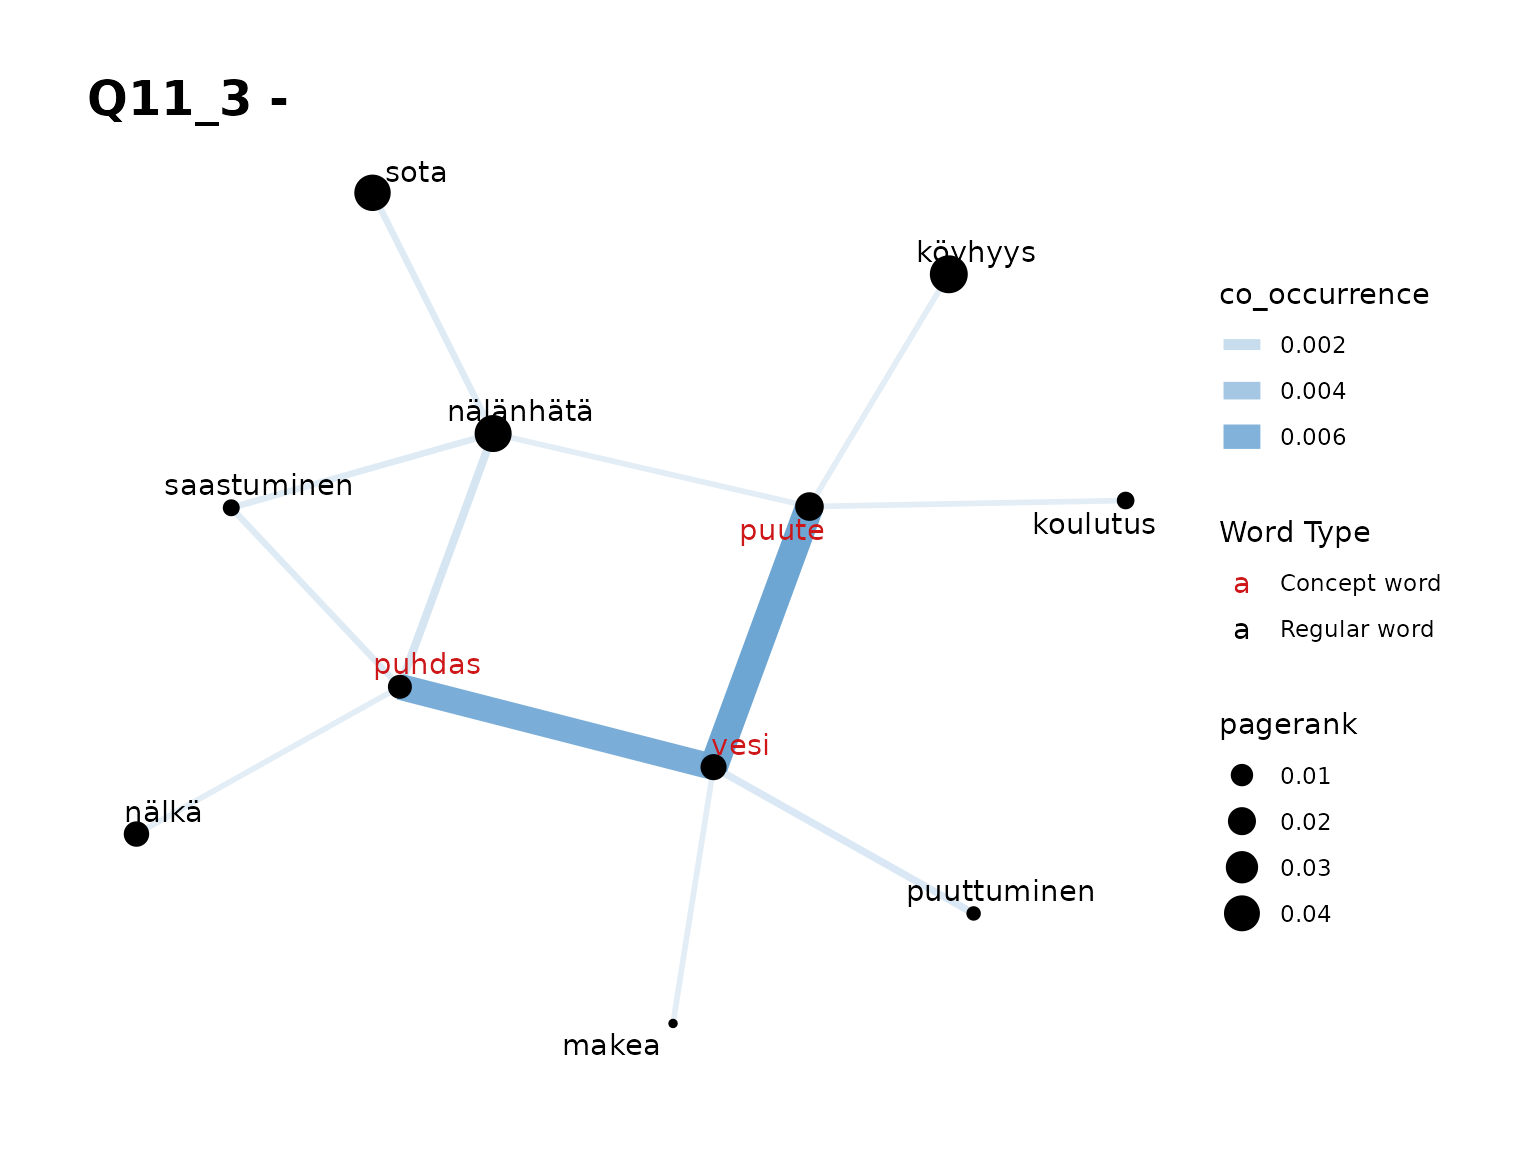 Q11_3 -
sota
köyhyys
nälänhätä
saastuminen
puute
koulutus
puhdas
vesi
nälkä
puuttuminen
makea
co_occurrence
0.002
0.004
0.006
Word Type
a Concept word
a Regular word
pagerank
0.01
0.02
0.03
0.04